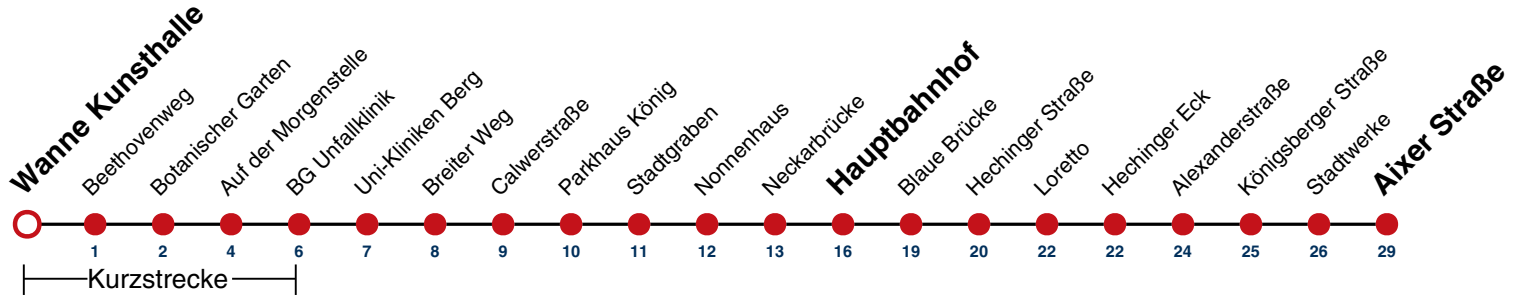 Wanne Kunsthalle
Beethovenweg
Botanischer Garten
Auf der Morgenstelle
BG Unfallklinik
Uni-Kliniken Berg
Breiter Weg
Calwerstraße
Parkhaus König
Stadtgraben
Nonnenhaus
Neckarbrücke
Hauptbahnhof
Blaue Brücke
Hechinger Straße
Loretto
Hechinger Eck
Alexanderstraße
Königsberger Straße
Stadtwerke
Aixer Straße
1 2 4 6 7 8 9 10 11 12 13 16 19 20 22 22 24 25 26 29
Kurzstrecke